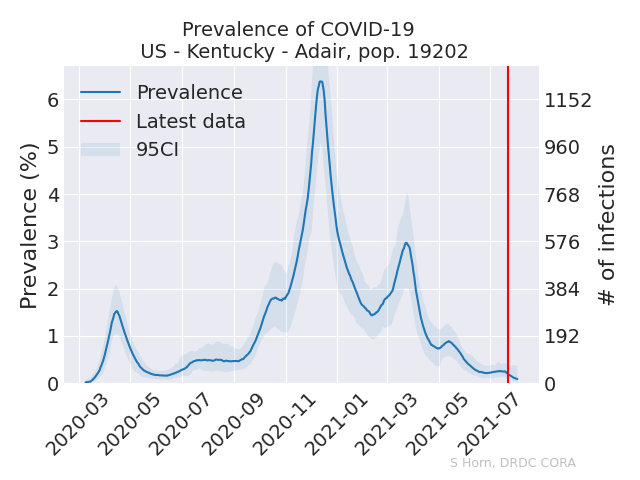 Prevalence of COVID-19
US - Kentucky - Adair, pop. 19202
Prevalence
Latest data
95CI
Prevalence (%)
6
5
4
3
2
1
0
1152
960
768
576
384
192
0
# of infections
2020-03
2020-05
2020-07
2020-09
2020-11
2021-01
2021-03
2021-05
2021-07
S Horn, DRDC CORA